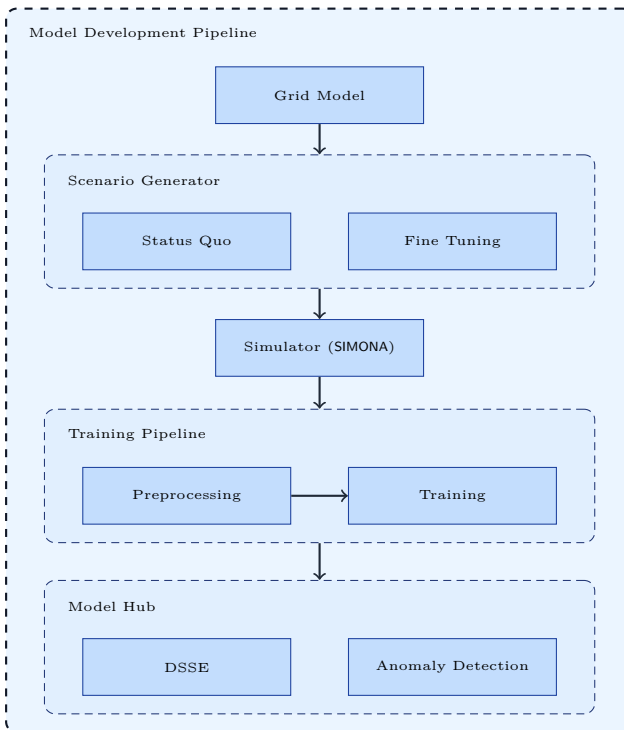 Model Development Pipeline
Grid Model
Scenario Generator
Status Quo
Fine Tuning
Simulator (SIMONA)
Training Pipeline
Preprocessing
Training
Model Hub
DSSE
Anomaly Detection